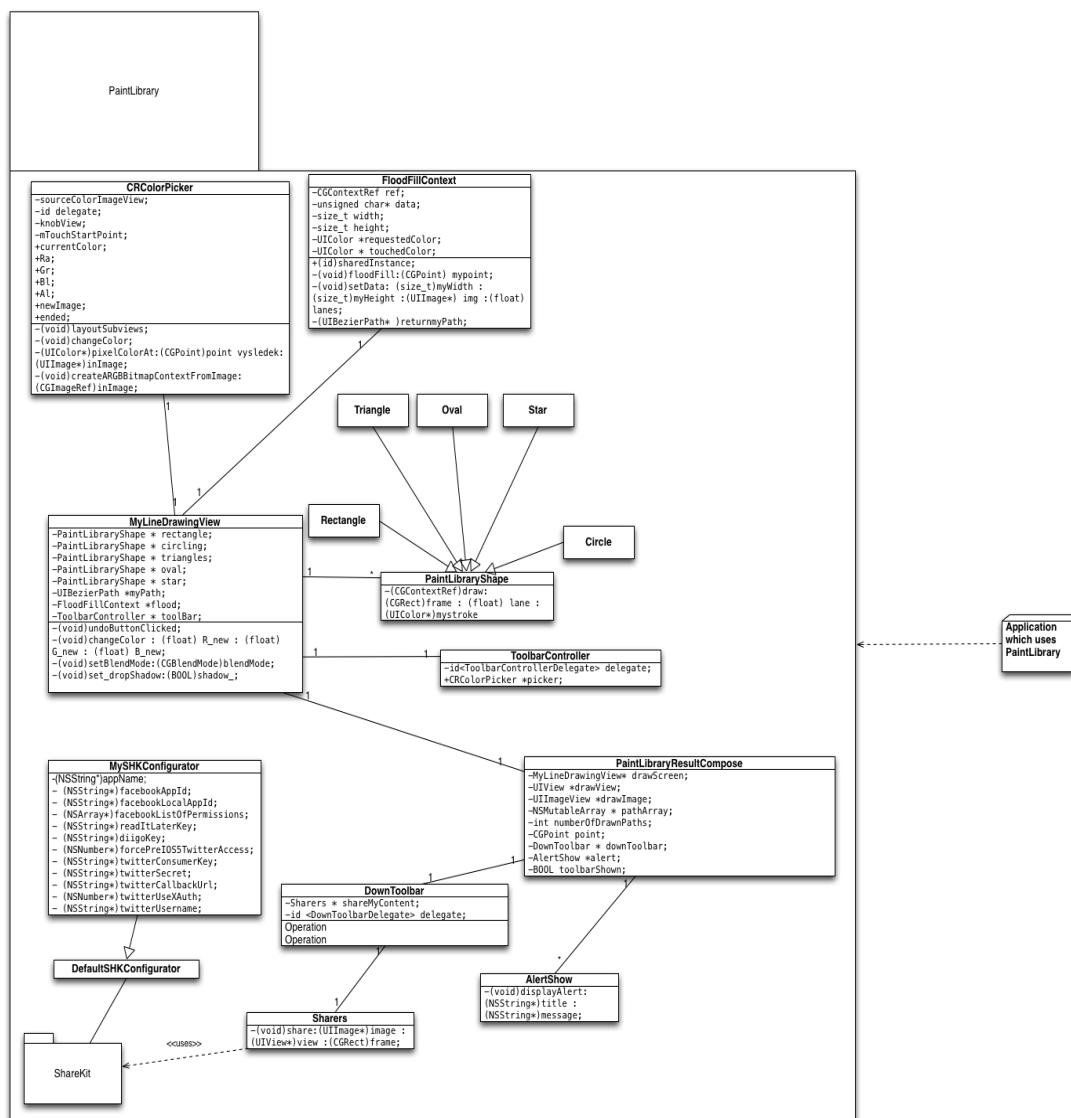 PaintLibrary
CRColorPicker
-sourceColorImageView;
-id delegate;
-knobView;
-mTouchStartPoint;
+currentColor;
+Ra;
+Gr;
+Bl;
+Al;
+newImage;
+ended;
-(void)layoutSubviews;
-(void)changeColor;
-(UIColor*)pixelColorAt:(CGPoint)point vysledek:
(UIImage*)inImage;
-(void)createARGBBitmapContextFromImage:
(CGImageRef)inImage;
FloodFillContext
-CGContextRef ref;
-unsigned char* data;
-size_t width;
-size_t height;
-UIColor *requestedColor;
-UIColor * touchedColor;
+(id)sharedInstance;
-(void)floodFill:(CGPoint) mypoint;
-(void)setData: (size_t)myWidth :
(size_t)myHeight :(UIImage*) img :(float)
lanes;
-(UIBezierPath* )returnmyPath;
1
1
1
1
Triangle
Oval
Star
Rectangle
Circle
MyLineDrawingView
-PaintLibraryShape * rectangle;
-PaintLibraryShape * circling;
-PaintLibraryShape * triangles;
-PaintLibraryShape * oval;
-PaintLibraryShape * star;
-UIBezierPath *myPath;
-FloodFillContext *flood;
-ToolbarController * toolBar;
-(void)undoButtonClicked;
-(void)changeColor : (float) R_new : (float)
G_new : (float) B_new;
-(void)setBlendMode:(CGBlendMode)blendMode;
-(void)set_dropShadow:(BOOL)shadow_;
1
*
PaintLibraryShape
-(CGContextRef)draw:
(CGRect)frame : (float) lane :
(UIColor*)mystroke
1
1
ToolbarController
-id<ToolbarControllerDelegate> delegate;
+CRColorPicker *picker;
Application
which uses
PaintLibrary
1
1
MySHKConfigurator
-(NSString*)appName;
- (NSString*)facebookAppId;
- (NSString*)facebookLocalAppId;
- (NSArray*)facebookListOfPermissions;
- (NSString*)readItLaterKey;
- (NSString*)diigoKey;
- (NSNumber*)forcePreIOS5TwitterAccess;
- (NSString*)twitterConsumerKey;
- (NSString*)twitterSecret;
- (NSString*)twitterCallbackUrl;
- (NSNumber*)twitterUseXAuth;
- (NSString*)twitterUsername;
PaintLibraryResultCompose
-MyLineDrawingView* drawScreen;
-UIView *drawView;
-UIImageView *drawImage;
-NSMutableArray * pathArray;
-int numberOfDrawnPaths;
-CGPoint point;
-DownToolbar * downToolbar;
-AlertShow *alert;
-BOOL toolbarShown;
1
1
1
DownToolbar
-Sharers * shareMyContent;
-id <DownToolbarDelegate> delegate;
Operation
Operation
1
*
DefaultSHKConfigurator
AlertShow
-(void)displayAlert:
(NSString*)title :
(NSString*)message;
1
Sharers
-(void)share:(UIImage*)image :
(UIView*)view :(CGRect)frame;
<<uses>>
ShareKit